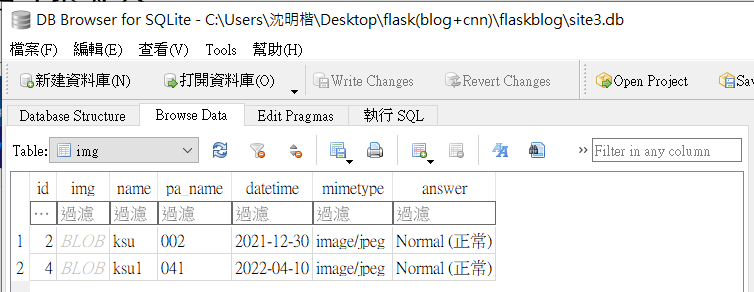 DB Browser for SQLite - C:\Users\沈明楷\Desktop\flask(blog+cnn)\flaskblog\site3.db
檔案(F) 編輯(E) 查看(V) Tools 幫助(H)
新建資料庫(N) 打開資料庫(O) Write Changes Revert Changes Open Project Sav
Database Structure Browse Data Edit Pragmas 執行 SQL
Table: img Filter in any column
id img name pa_name datetime mimetype answer
... 過濾 過濾 過濾 過濾 過濾 過濾
1 2 BLOB ksu 002 2021-12-30 image/jpeg Normal (正常)
2 4 BLOB ksu1 041 2022-04-10 image/jpeg Normal (正常)